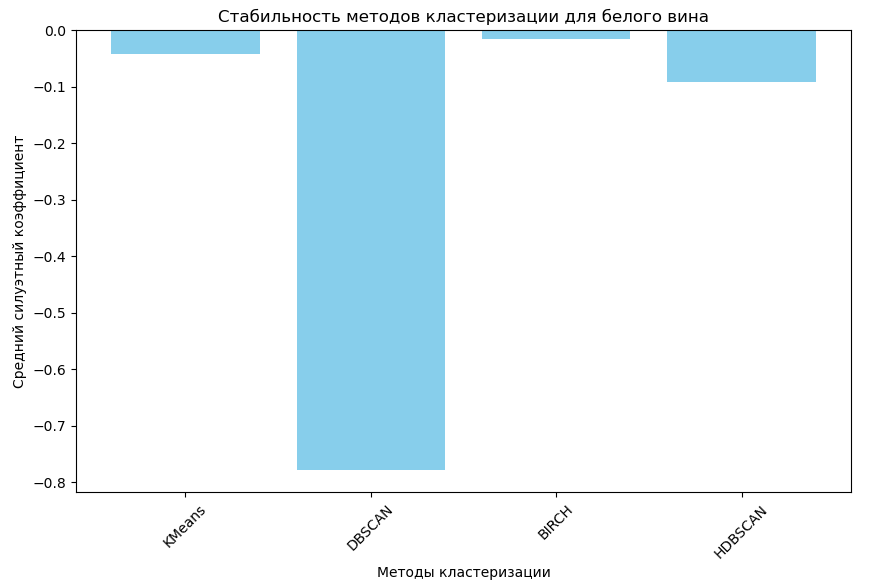 Стабильность методов кластеризации для белого вина
0.0
−0.1
−0.2
−0.3
−0.4
−0.5
−0.6
−0.7
−0.8
Средний силуэтный коэффициент
KMeans
DBSCAN
BIRCH
HDBSCAN
Методы кластеризации